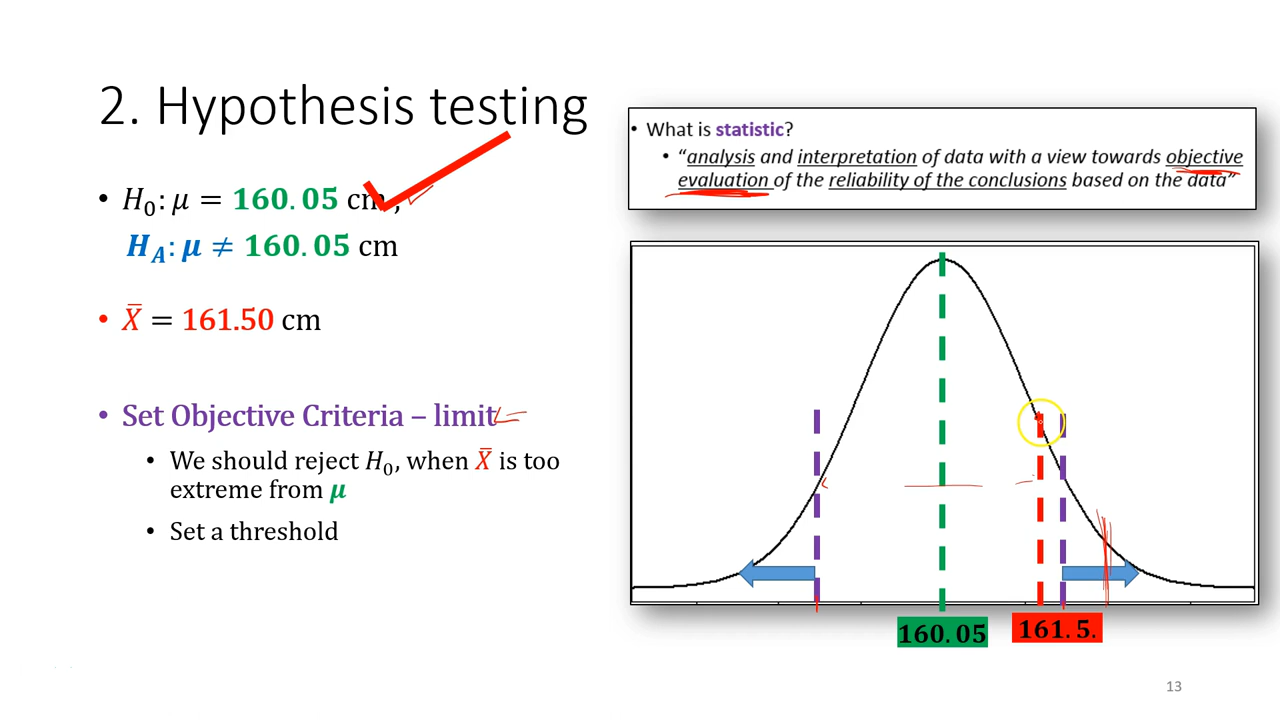 2. Hypothesis testing
• H₀: μ = 160.05 cm,
H_A: μ ≠ 160.05 cm
• X̄ = 161.50 cm
• Set Objective Criteria – limit
• We should reject H₀, when X̄ is too
extreme from μ
• Set a threshold
• What is statistic?
• "analysis and interpretation of data with a view towards objective
evaluation of the reliability of the conclusions based on the data"
160.05
161.5.
13